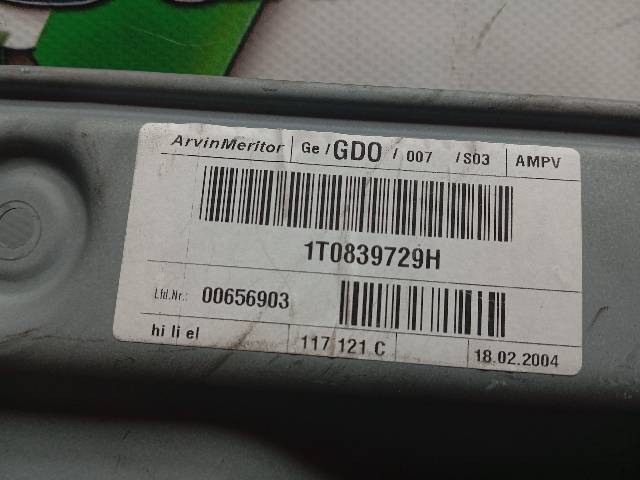 ArvinMeritor Ge / GDO / 007 / S03 AMPV
1T0839729H
Lfd.Nr.: 00656903
hi li el 117 121 C 18.02.2004